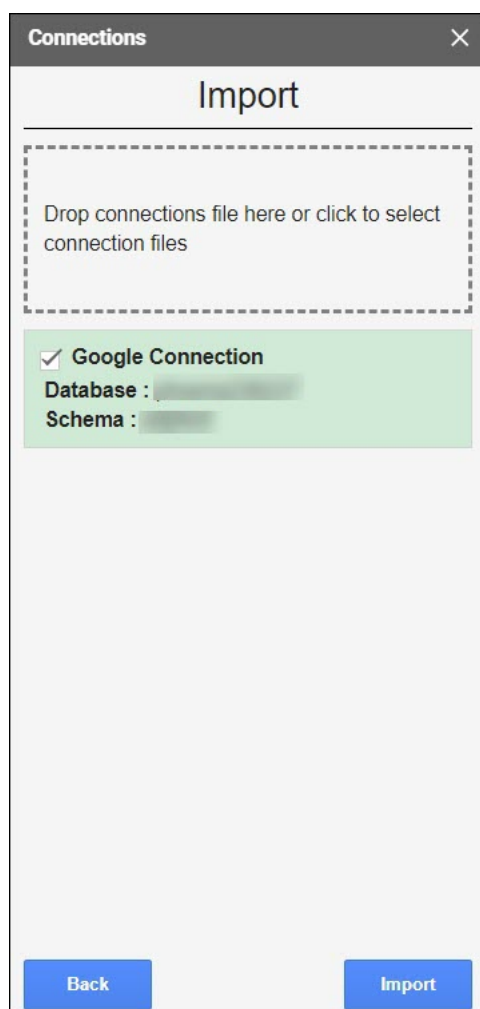 Connections
Import
Drop connections file here or click to select
connection files
Google Connection
Database :
Schema :
Back
Import